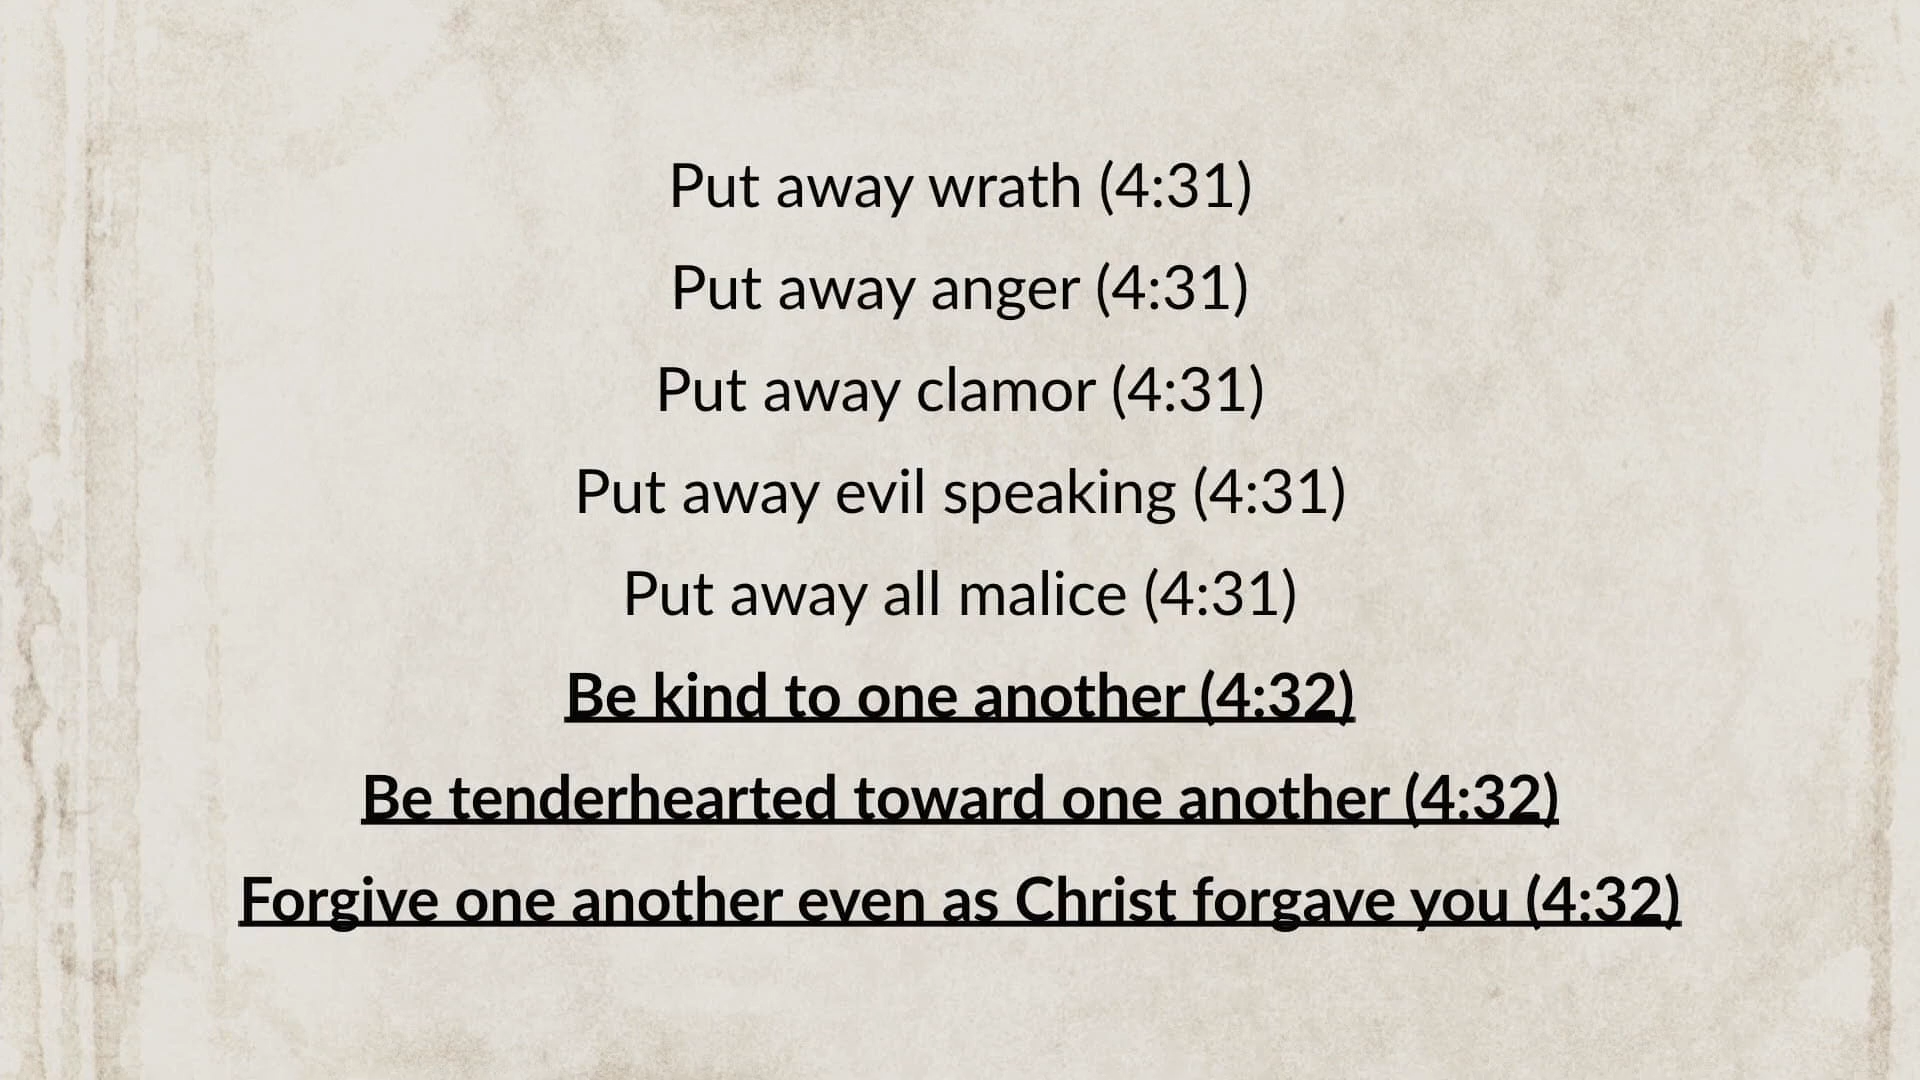 Put away wrath (4:31)
Put away anger (4:31)
Put away clamor (4:31)
Put away evil speaking (4:31)
Put away all malice (4:31)
Be kind to one another (4:32)
Be tenderhearted toward one another (4:32)
Forgive one another even as Christ forgave you (4:32)